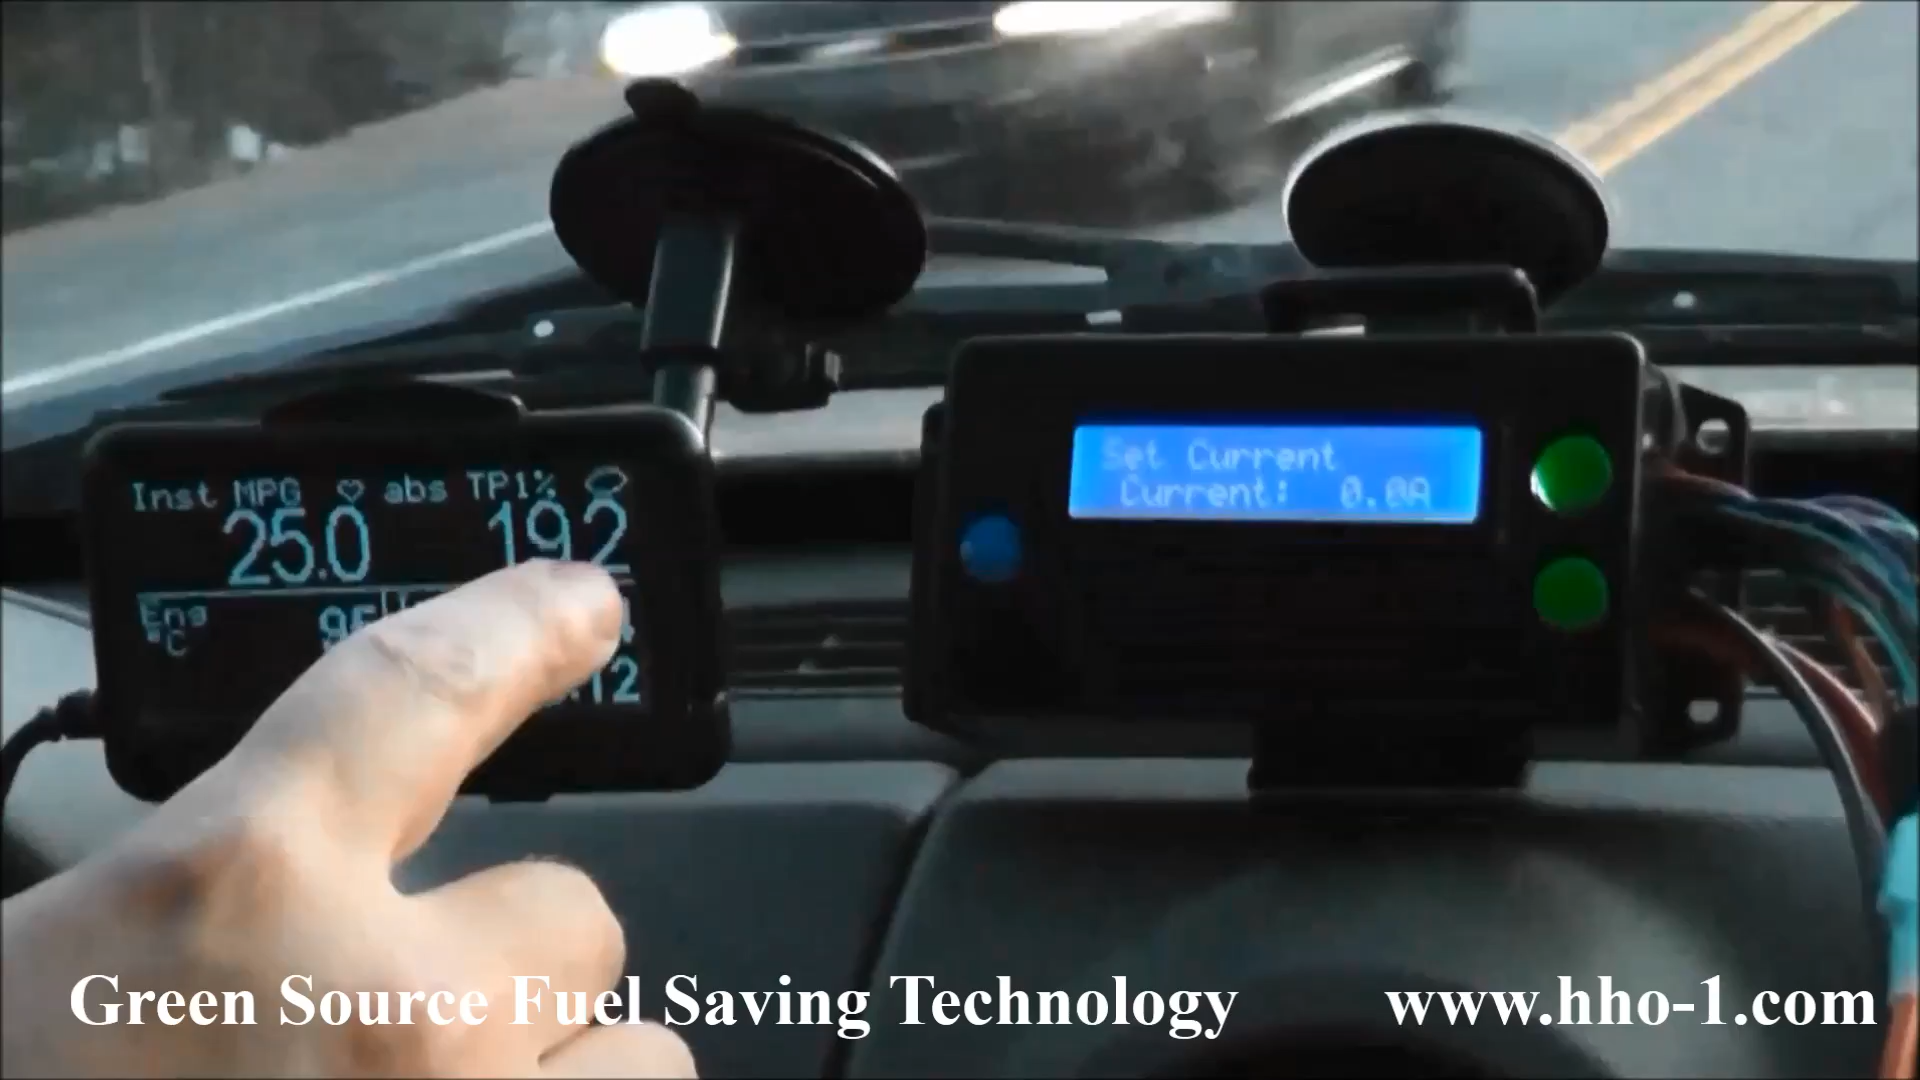 Inst MPG abs TP1%
25.0 19.2
Eng
°C
Set Current
Current: 0.0A
Green Source Fuel Saving Technology www.hho-1.com